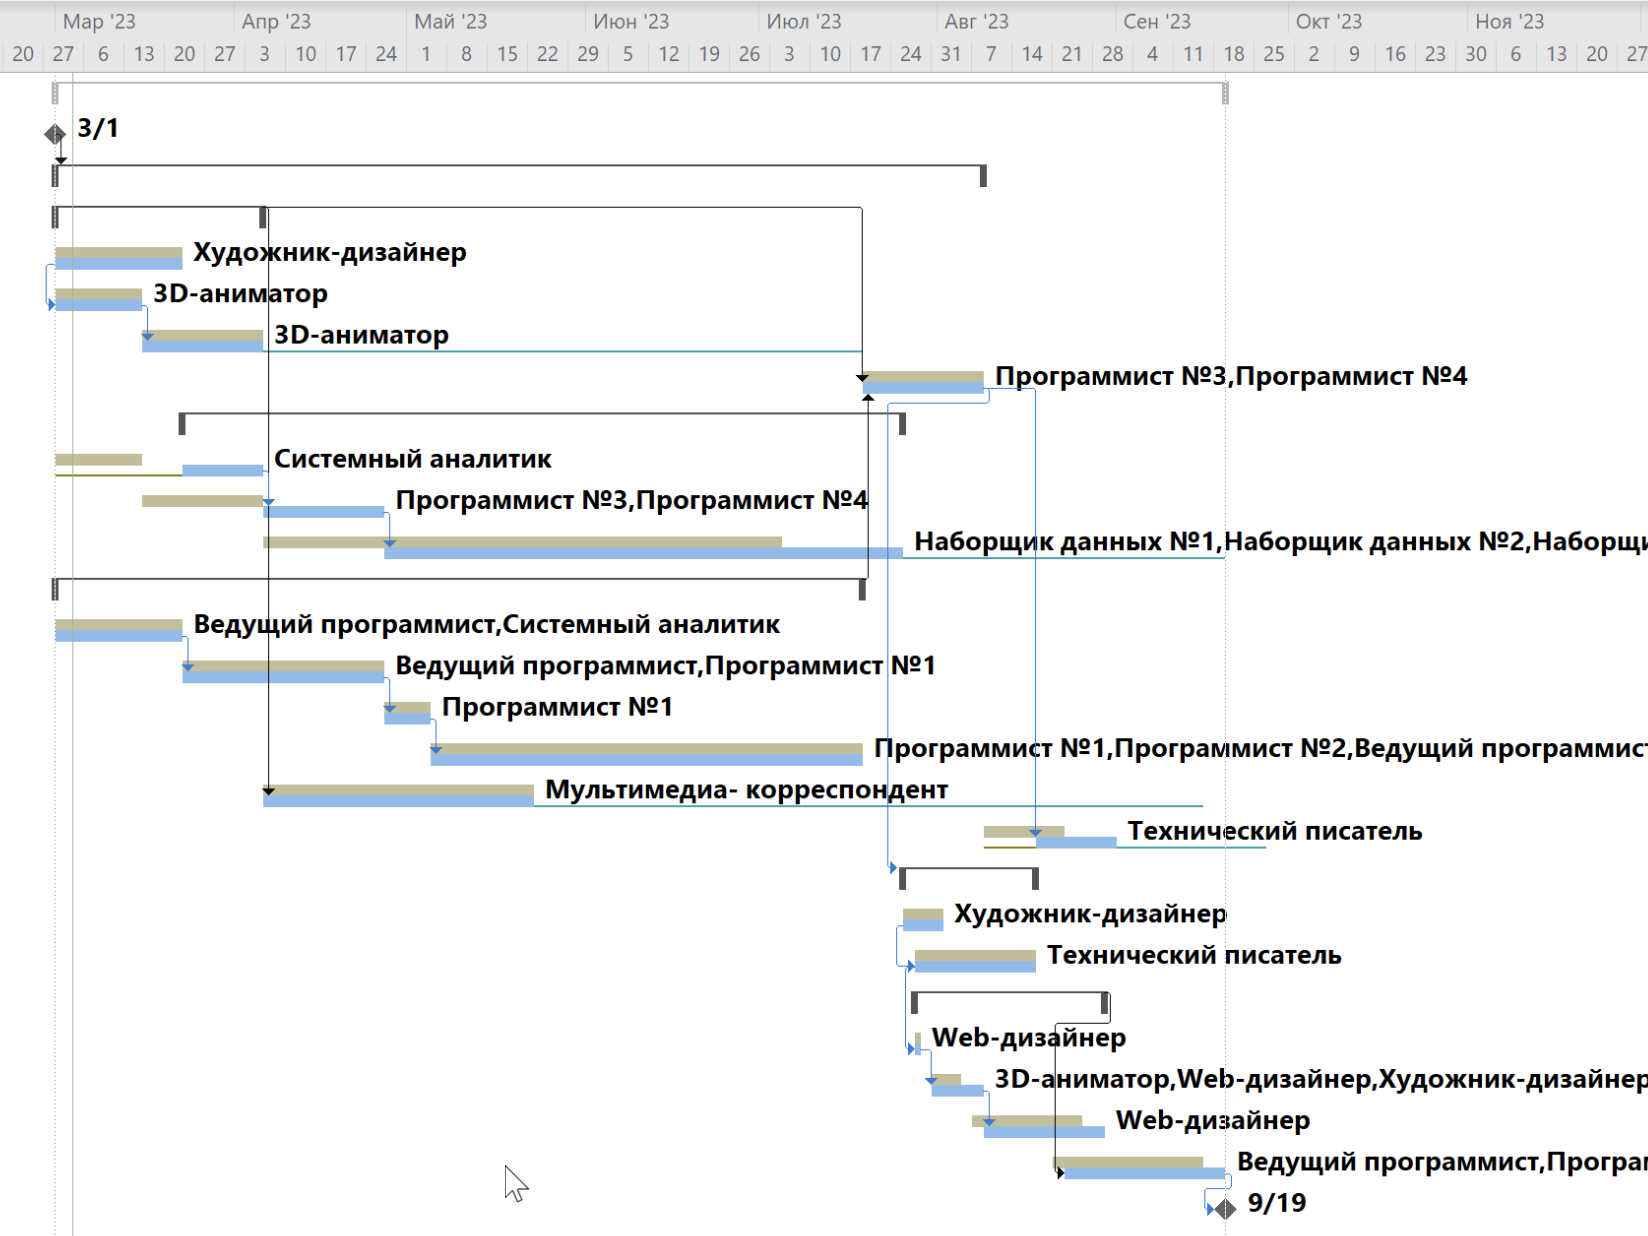 Мар '23 Апр '23 Май '23 Июн '23 Июл '23 Авг '23 Сен '23 Окт '23 Ноя '23
20 27 6 13 20 27 3 10 17 24 1 8 15 22 29 5 12 19 26 3 10 17 24 31 7 14 21 28 4 11 18 25 2 9 16 23 30 6 13 20 27
3/1
Художник-дизайнер
3D-аниматор
3D-аниматор
Программист №3,Программист №4
Системный аналитик
Программист №3,Программист №4
Наборщик данных №1,Наборщик данных №2,Наборщи
Ведущий программист,Системный аналитик
Ведущий программист,Программист №1
Программист №1
Программист №1,Программист №2,Ведущий программист
Мультимедиа- корреспондент
Технический писатель
Художник-дизайнер
Технический писатель
Web-дизайнер
3D-аниматор,Web-дизайнер,Художник-дизайнер
Web-дизайнер
Ведущий программист,Програм
9/19